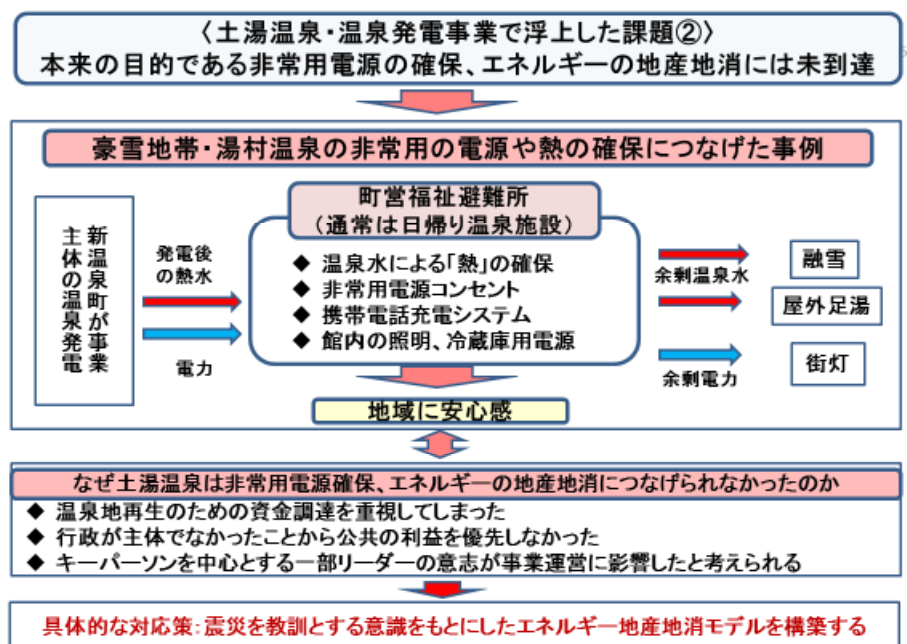 〈土湯温泉・温泉発電事業で浮上した課題②〉
本来の目的である非常用電源の確保、エネルギーの地産地消には未到達
豪雪地帯・湯村温泉の非常用の電源や熱の確保につなげた事例
新温泉町が事業
主体の温泉発電
発電後
の熱水
電力
町営福祉避難所
(通常は日帰り温泉施設)
◆ 温泉水による「熱」の確保
◆ 非常用電源コンセント
◆ 携帯電話充電システム
◆ 館内の照明、冷蔵庫用電源
余剰温泉水
余剰電力
融雪
屋外足湯
街灯
地域に安心感
なぜ土湯温泉は非常用電源確保、エネルギーの地産地消につなげられなかったのか
◆ 温泉地再生のための資金調達を重視してしまった
◆ 行政が主体でなかったことから公共の利益を優先しなかった
◆ キーパーソンを中心とする一部リーダーの意志が事業運営に影響したと考えられる
具体的な対応策:震災を教訓とする意識をもとにしたエネルギー地産地消モデルを構築する